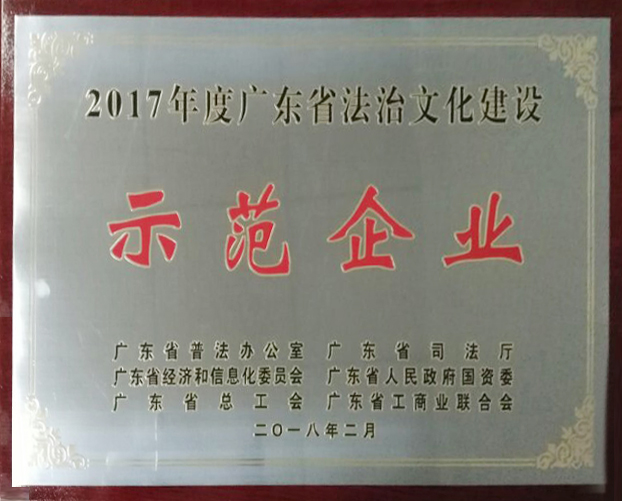 2017年度广东省法治文化建设
示范企业
广东省普法办公室 广东省司法厅
广东省经济和信息化委员会 广东省人民政府国资委
广东省总工会 广东省工商业联合会
二〇一八年二月